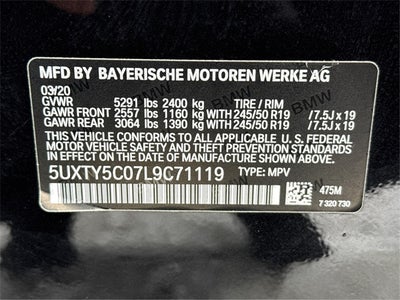 MFD BY BAYERISCHE MOTOREN WERKE AG
03/20
GVWR 5291 lbs 2400 kg TIRE / RIM
GAWR FRONT 2557 lbs 1160 kg WITH 245/50 R19 /7.5J x 19
GAWR REAR 3064 lbs 1390 kg WITH 245/50 R19 /7.5J x 19
THIS VEHICLE CONFORMS TO ALL APPLICABLE U.S. FEDERAL
MOTOR VEHICLE SAFETY AND THEFT PREVENTION STANDARDS
IN EFFECT ON THE DATE OF MANUFACTURE SHOWN ABOVE.
5UXTY5C07L9C71119 TYPE: MPV
475M
7 320 730